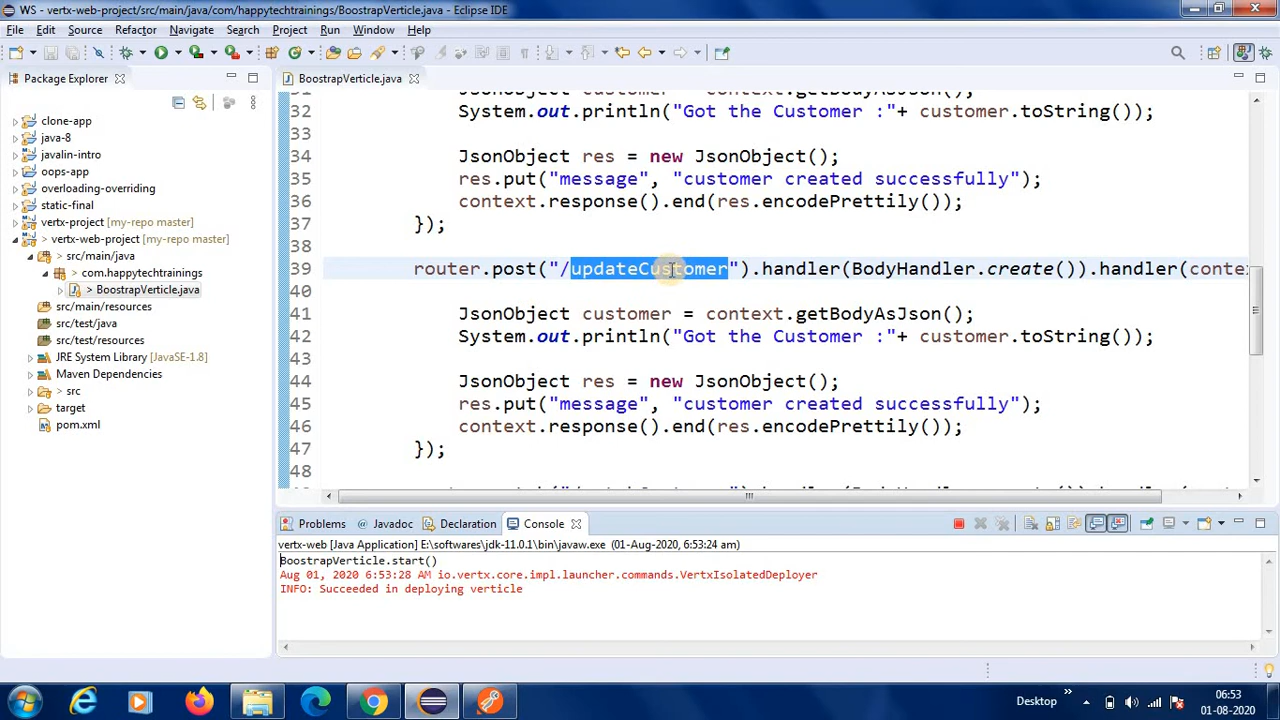 WS - vertx-web-project/src/main/java/com/happytechtrainings/BoostrapVerticle.java - Eclipse IDE
File Edit Source Refactor Navigate Search Project Run Window Help
Package Explorer
clone-app
java-8
javalin-intro
oops-app
overloading-overriding
static-final
vertx-project [my-repo master]
> vertx-web-project [my-repo master]
> src/main/java
> com.happytechtrainings
> BoostrapVerticle.java
src/main/resources
src/test/java
src/test/resources
JRE System Library [JavaSE-1.8]
Maven Dependencies
> src
target
pom.xml
BoostrapVerticle.java
31 JsonObject customer = context.getBodyAsJson();
32 System.out.println("Got the Customer :"+ customer.toString());
33
34 JsonObject res = new JsonObject();
35 res.put("message", "customer created successfully");
36 context.response().end(res.encodePrettily());
37 });
38
39 router.post("/updateCustomer").handler(BodyHandler.create()).handler(conte
40
41 JsonObject customer = context.getBodyAsJson();
42 System.out.println("Got the Customer :"+ customer.toString());
43
44 JsonObject res = new JsonObject();
45 res.put("message", "customer created successfully");
46 context.response().end(res.encodePrettily());
47 });
48
Problems Javadoc Declaration Console
vertx-web [Java Application] E:\softwares\jdk-11.0.1\bin\javaw.exe (01-Aug-2020, 6:53:24 am)
BoostrapVerticle.start()
Aug 01, 2020 6:53:28 AM io.vertx.core.impl.launcher.commands.VertxIsolatedDeployer
INFO: Succeeded in deploying verticle
Desktop
06:53
01-08-2020